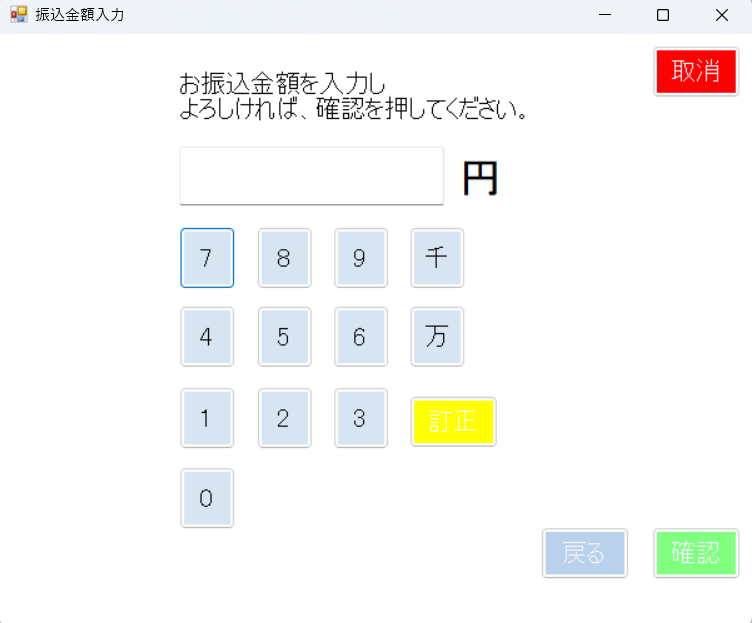 振込金額入力
取消
お振込金額を入力し
よろしければ、確認を押してください。
円
7 8 9 千
4 5 6 万
1 2 3 訂正
0
戻る 確認